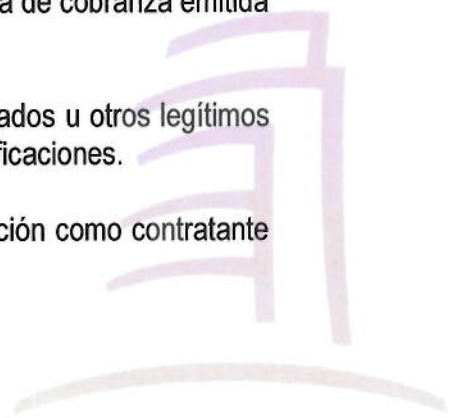 a de cobranza emitida
ados u otros legítimos
ficaciones.
ción como contratante